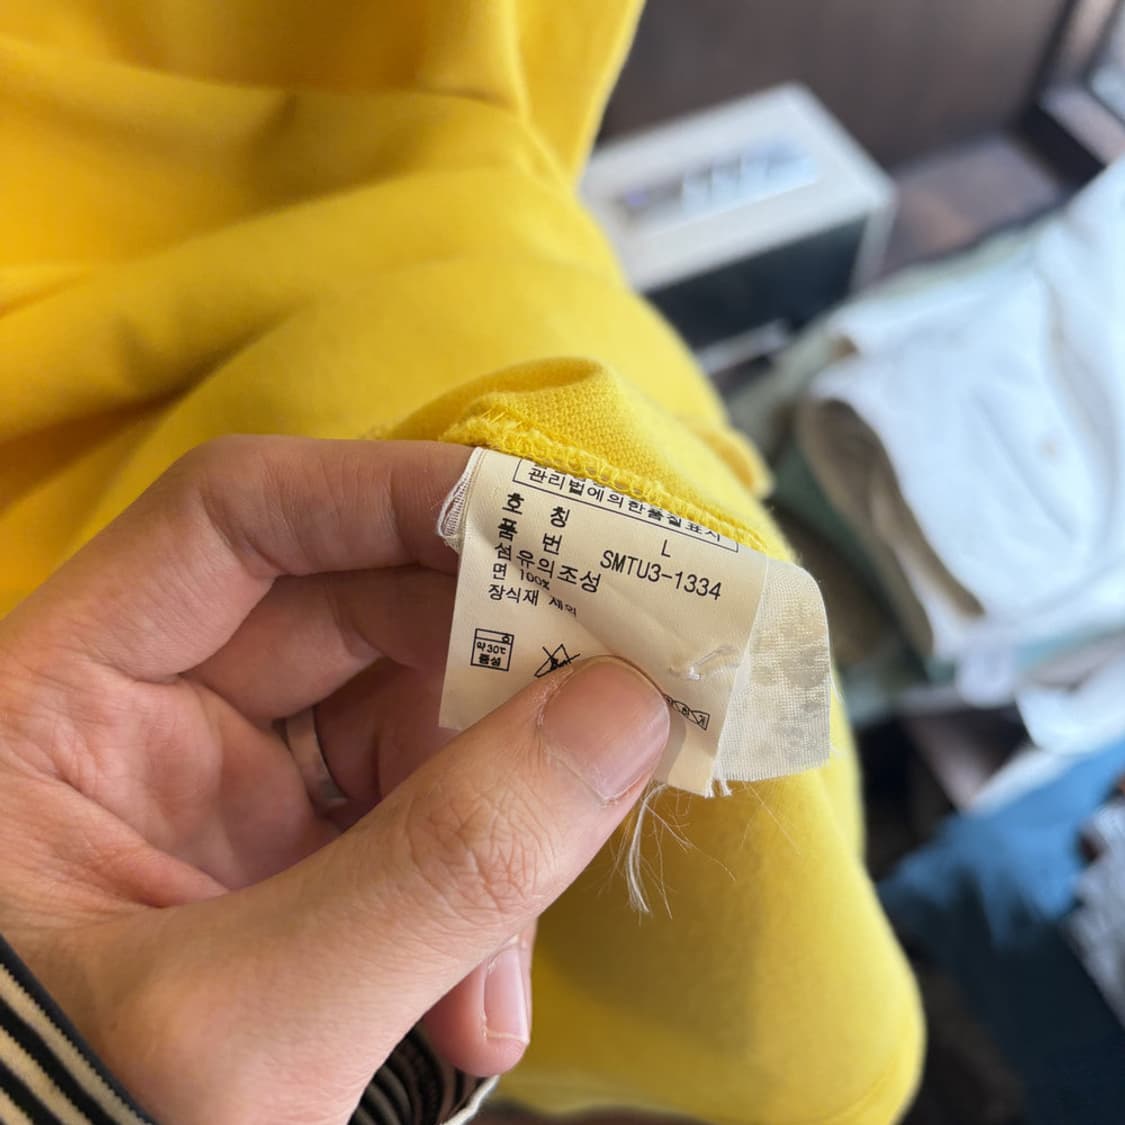 관리법에의한품질표시
호 칭 L
품 번 SMTU3-1334
섬유의조성
면 100%
장식재 제외
약30℃
중성